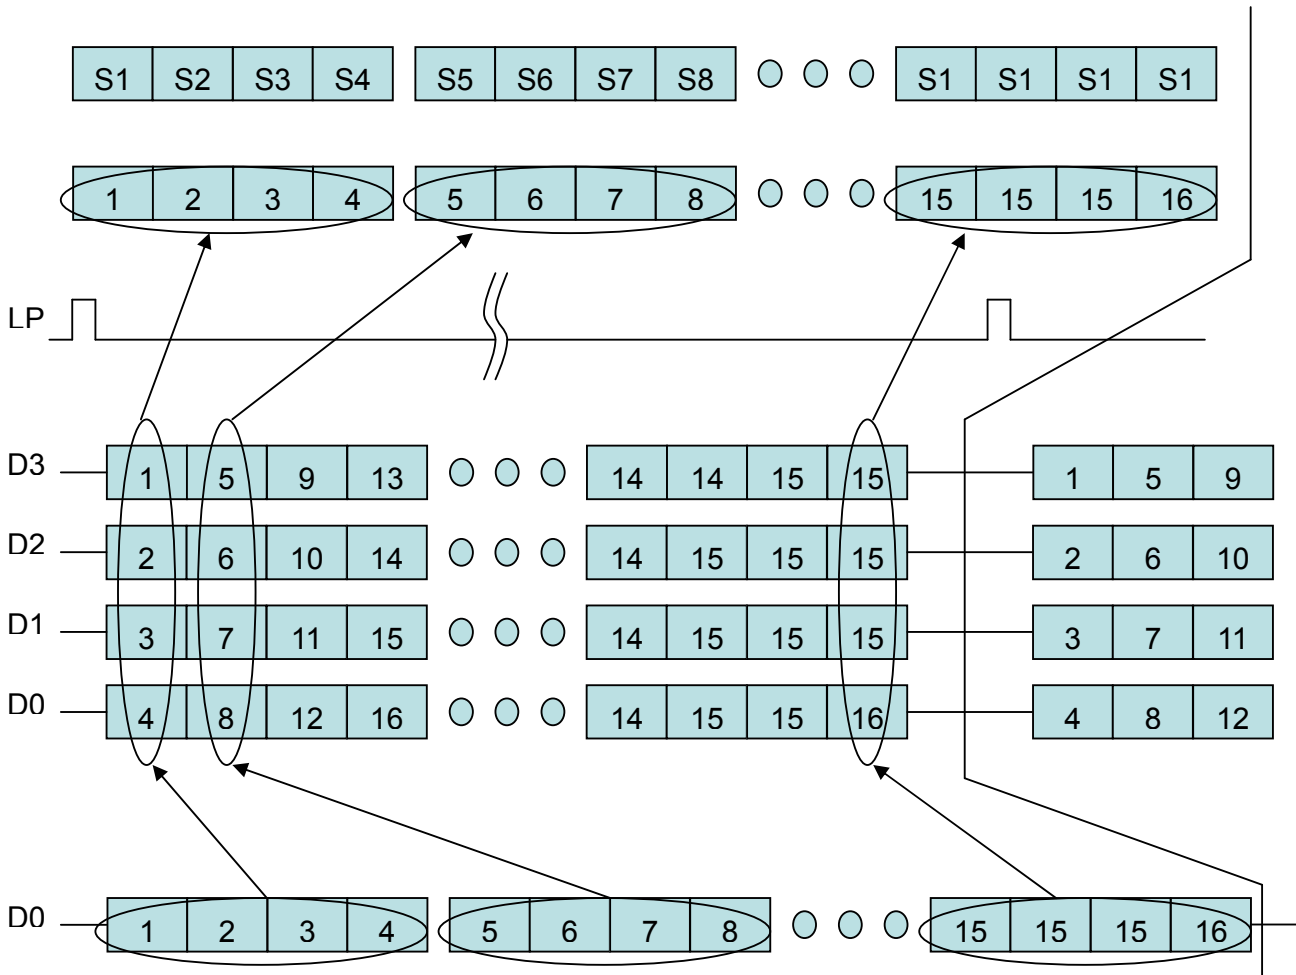 S1 S2 S3 S4 S5 S6 S7 S8 S1 S1 S1 S1
1 2 3 4 5 6 7 8 15 15 15 16
LP
D3 1 5 9 13 14 14 15 15 1 5 9
D2 2 6 10 14 14 15 15 15 2 6 10
D1 3 7 11 15 14 15 15 15 3 7 11
D0 4 8 12 16 14 15 15 16 4 8 12
D0 1 2 3 4 5 6 7 8 15 15 15 16